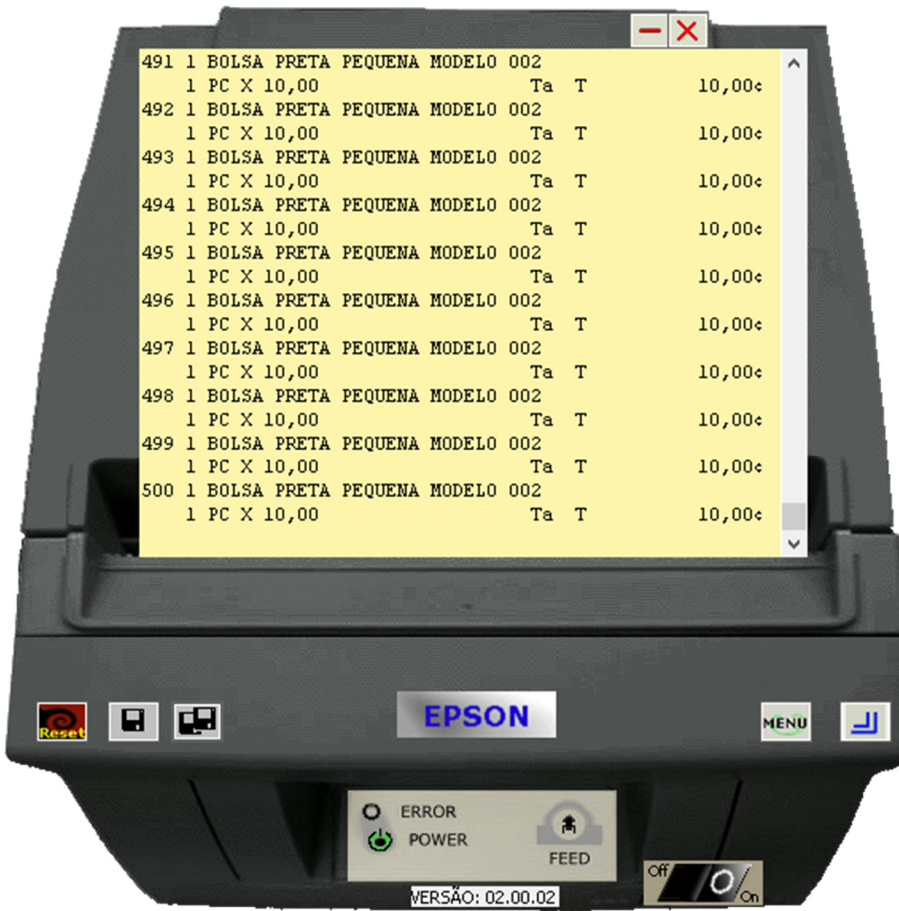 491 1 BOLSA PRETA PEQUENA MODELO 002
1 PC X 10,00 Ta T 10,00¢
492 1 BOLSA PRETA PEQUENA MODELO 002
1 PC X 10,00 Ta T 10,00¢
493 1 BOLSA PRETA PEQUENA MODELO 002
1 PC X 10,00 Ta T 10,00¢
494 1 BOLSA PRETA PEQUENA MODELO 002
1 PC X 10,00 Ta T 10,00¢
495 1 BOLSA PRETA PEQUENA MODELO 002
1 PC X 10,00 Ta T 10,00¢
496 1 BOLSA PRETA PEQUENA MODELO 002
1 PC X 10,00 Ta T 10,00¢
497 1 BOLSA PRETA PEQUENA MODELO 002
1 PC X 10,00 Ta T 10,00¢
498 1 BOLSA PRETA PEQUENA MODELO 002
1 PC X 10,00 Ta T 10,00¢
499 1 BOLSA PRETA PEQUENA MODELO 002
1 PC X 10,00 Ta T 10,00¢
500 1 BOLSA PRETA PEQUENA MODELO 002
1 PC X 10,00 Ta T 10,00¢
Reset
EPSON
MENU
ERROR
POWER
FEED
Off
On
VERSÃO: 02.00.02